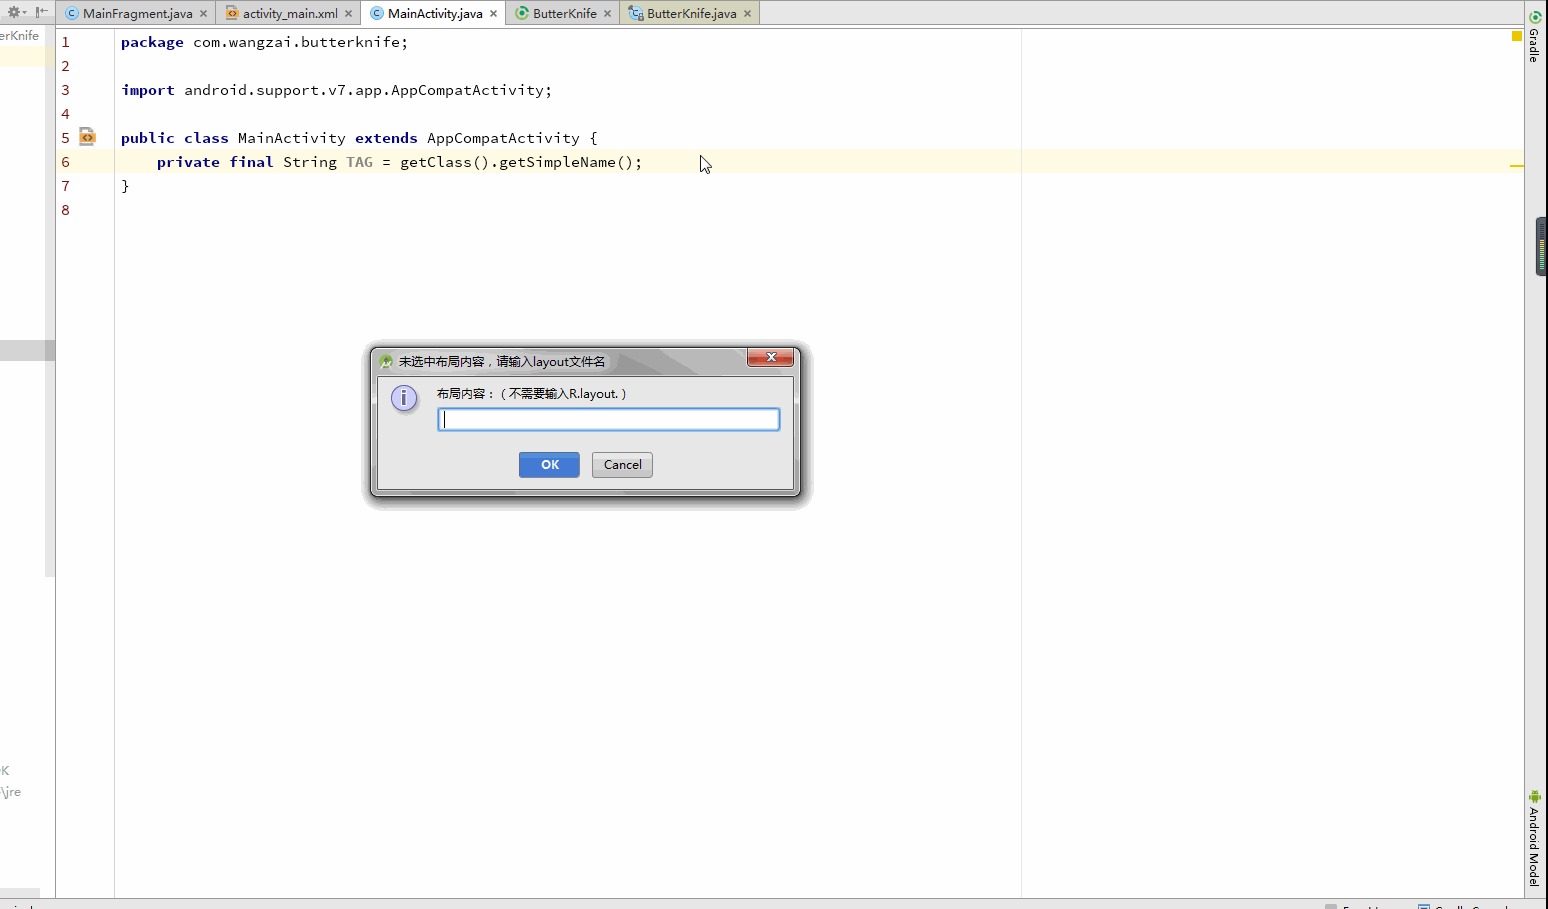 MainFragment.java
activity_main.xml
MainActivity.java
ButterKnife
ButterKnife.java
erKnife
1 package com.wangzai.butterknife;
2
3 import android.support.v7.app.AppCompatActivity;
4
5 public class MainActivity extends AppCompatActivity {
6 private final String TAG = getClass().getSimpleName();
7 }
8
未选中布局内容，请输入layout文件名
布局内容：（不需要输入R.layout.）
OK
Cancel
K
\jre
Gradle
Android Model